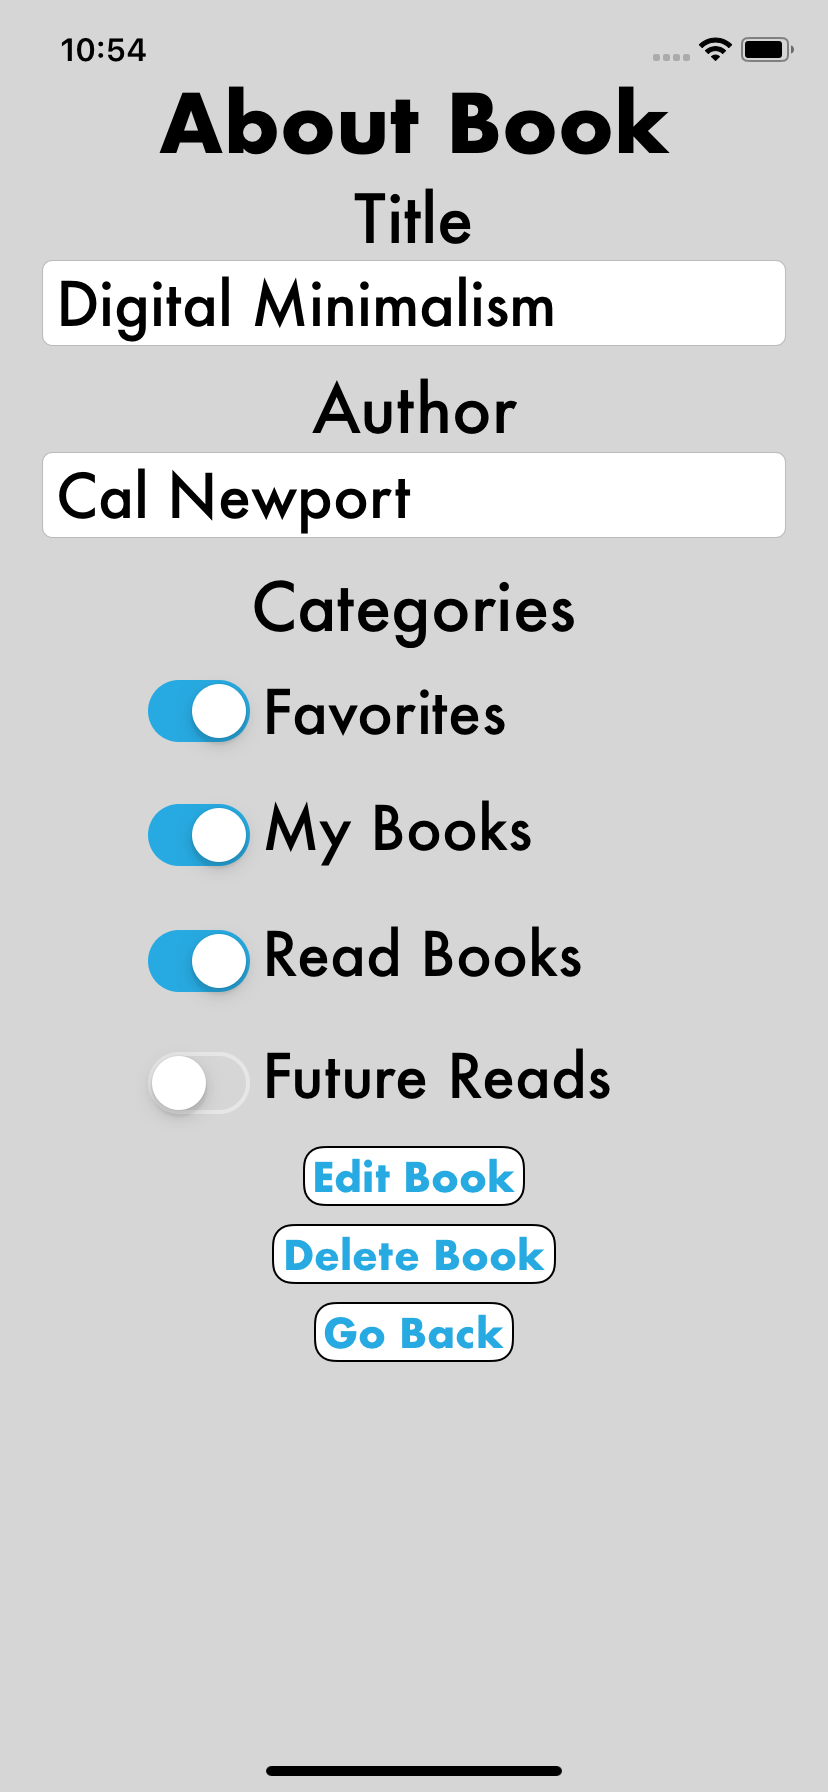 10:54
About Book
Title
Digital Minimalism
Author
Cal Newport
Categories
Favorites
My Books
Read Books
Future Reads
Edit Book
Delete Book
Go Back